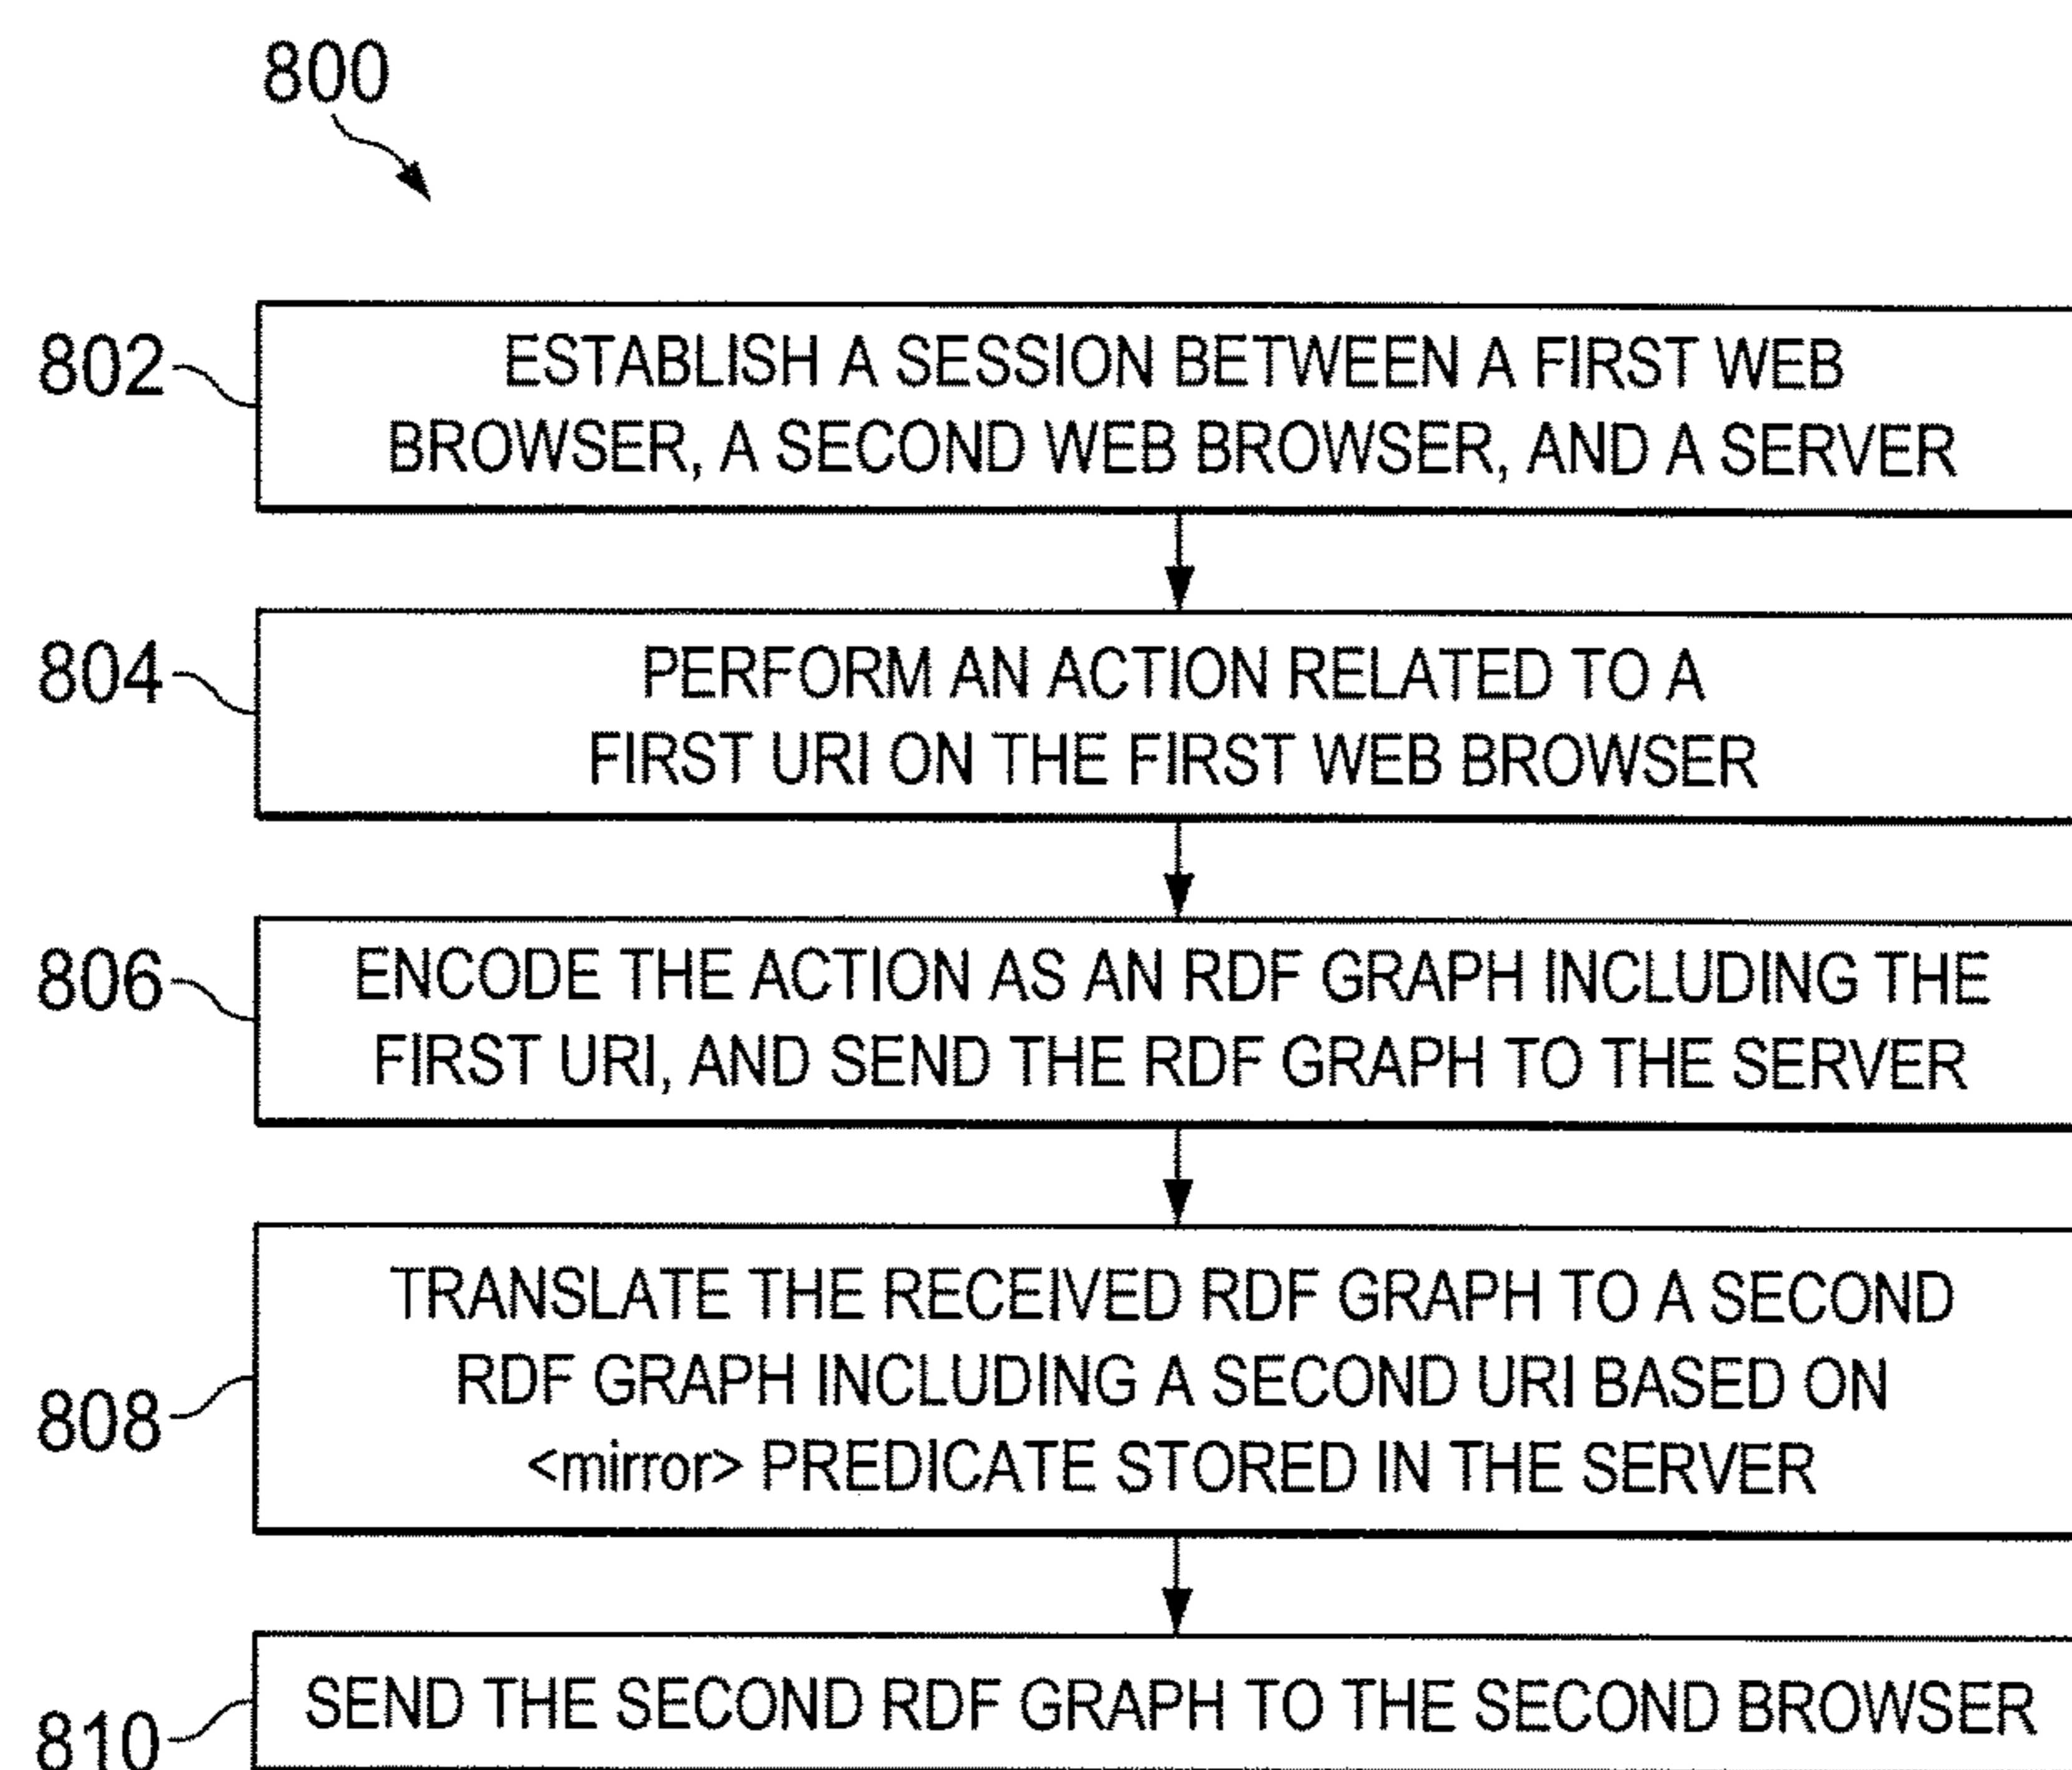 800
802
ESTABLISH A SESSION BETWEEN A FIRST WEB
BROWSER, A SECOND WEB BROWSER, AND A SERVER
804
PERFORM AN ACTION RELATED TO A
FIRST URI ON THE FIRST WEB BROWSER
806
ENCODE THE ACTION AS AN RDF GRAPH INCLUDING THE
FIRST URI, AND SEND THE RDF GRAPH TO THE SERVER
808
TRANSLATE THE RECEIVED RDF GRAPH TO A SECOND
RDF GRAPH INCLUDING A SECOND URI BASED ON
<mirror> PREDICATE STORED IN THE SERVER
810
SEND THE SECOND RDF GRAPH TO THE SECOND BROWSER